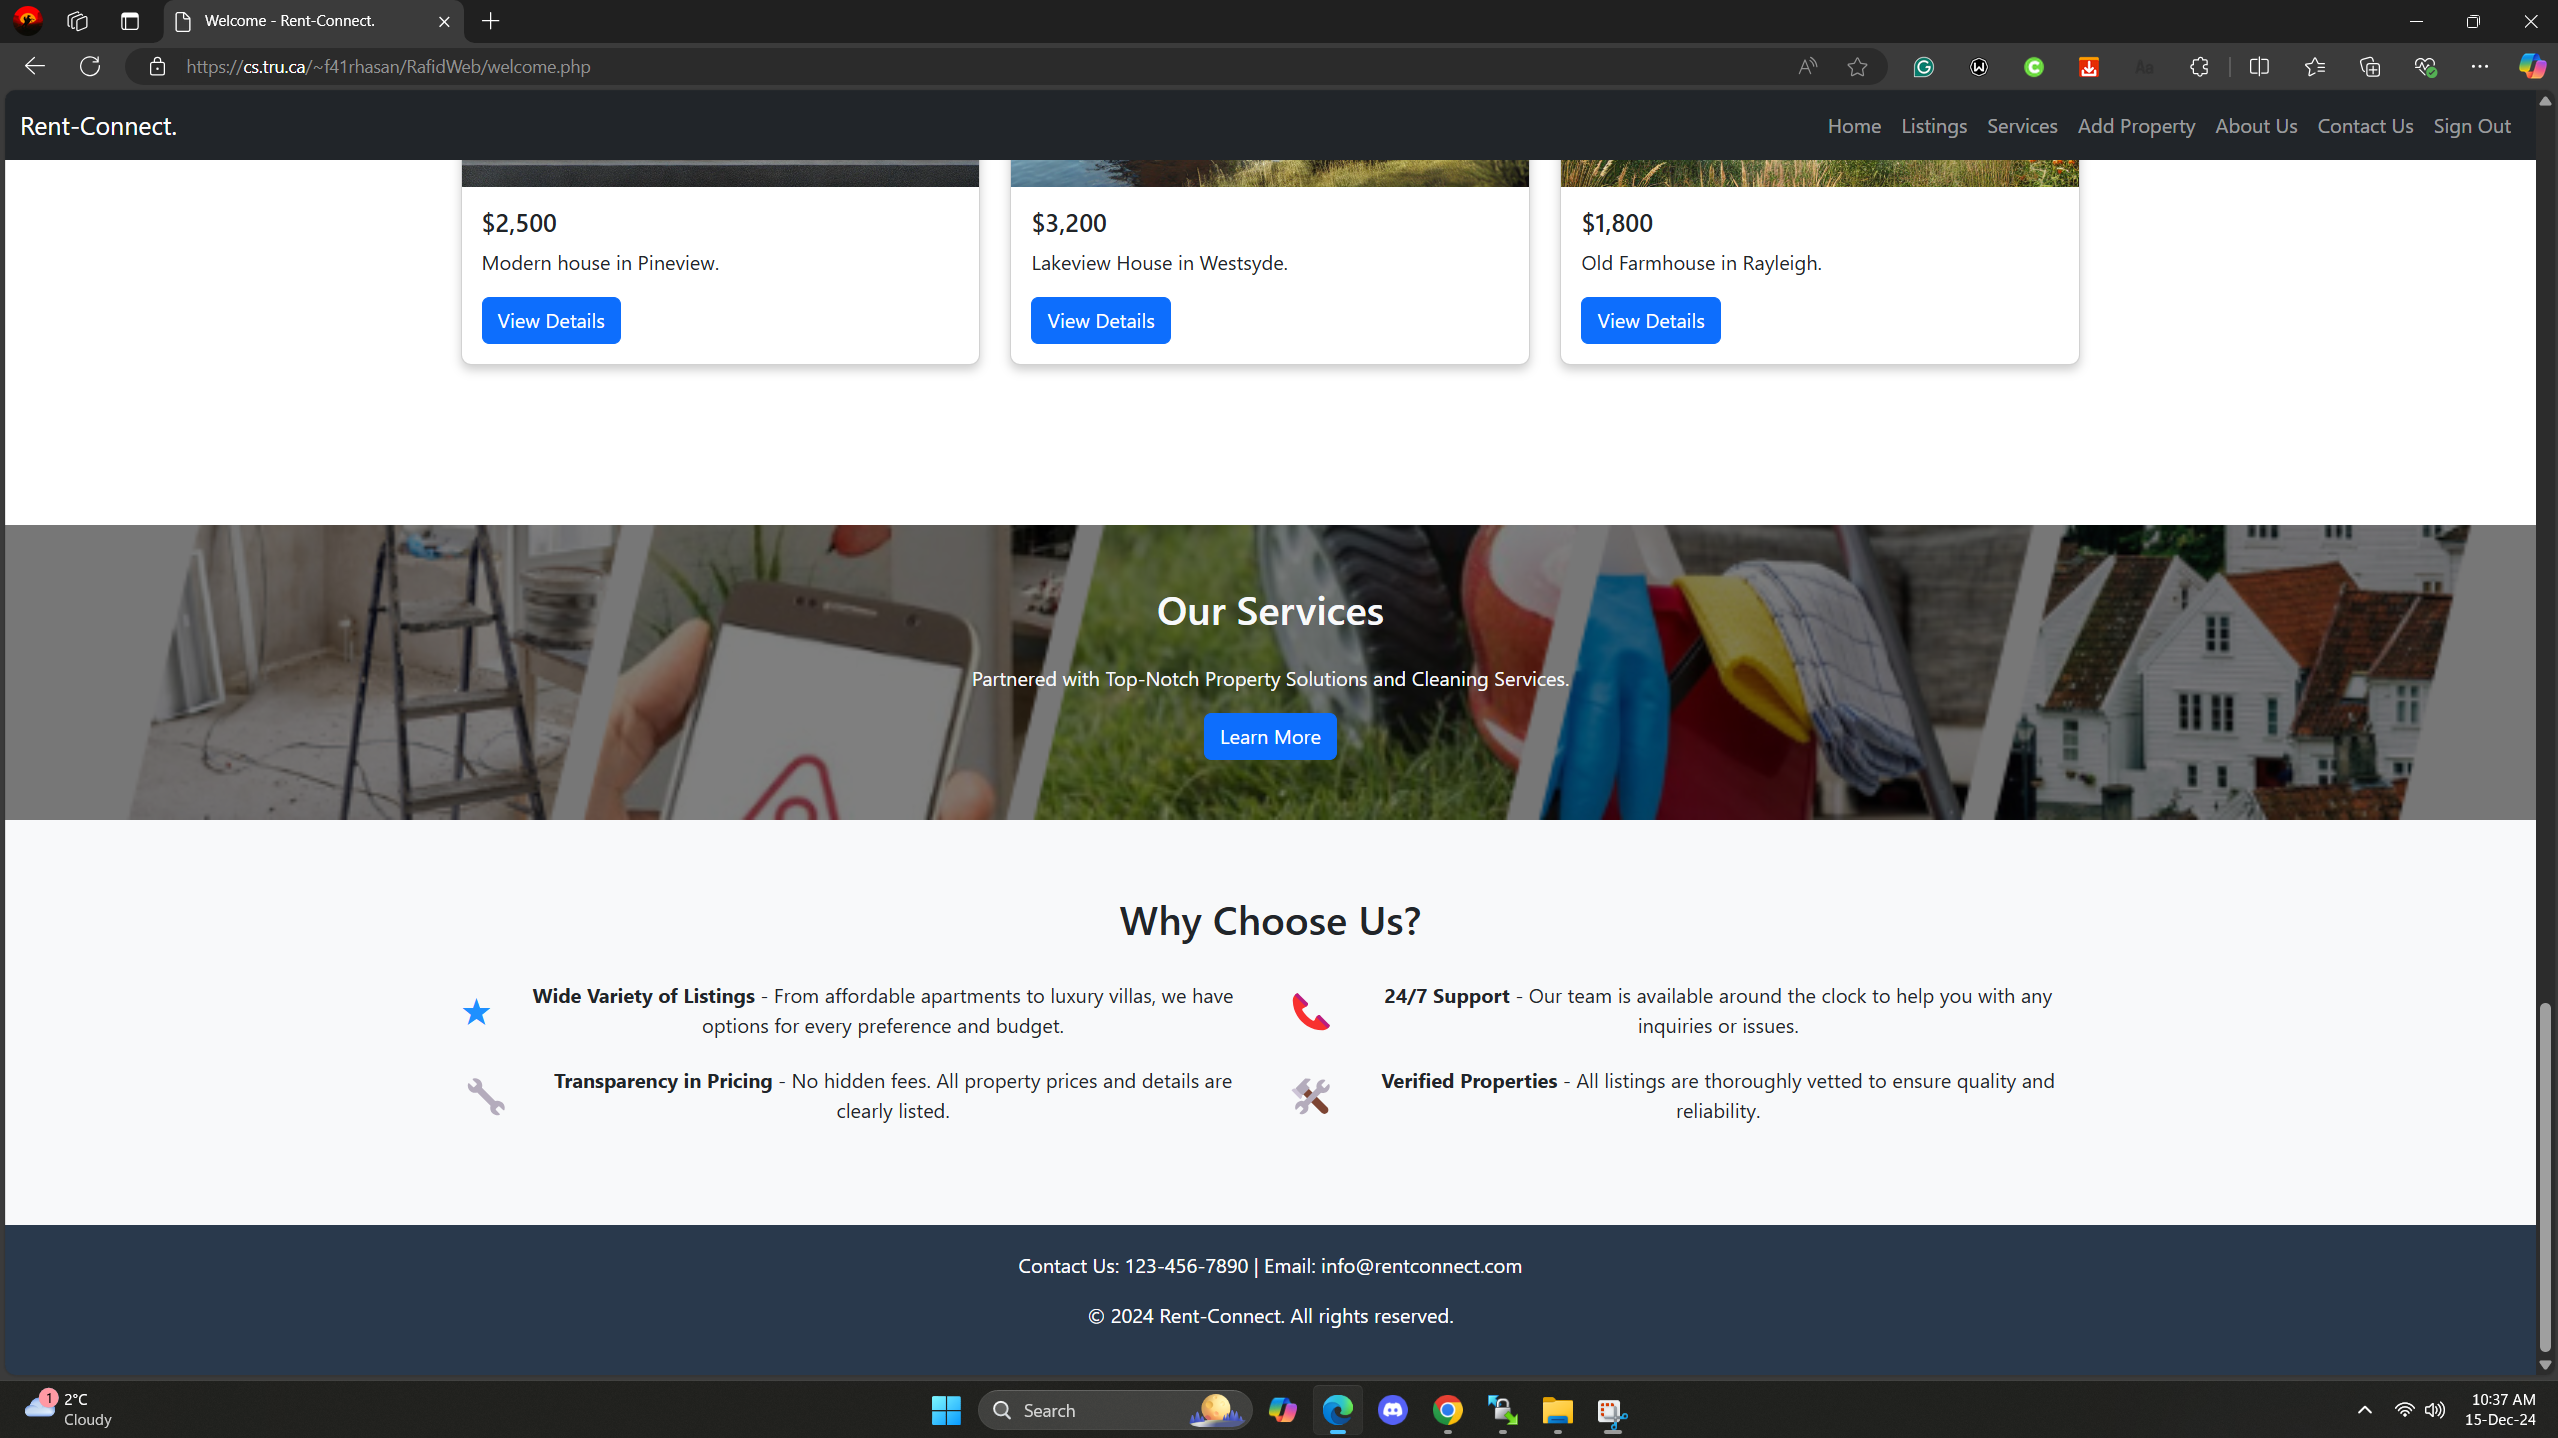 Welcome - Rent-Connect.
https://cs.tru.ca/~f41rhasan/RafidWeb/welcome.php
Rent-Connect.
Home Listings Services Add Property About Us Contact Us Sign Out
$2,500
Modern house in Pineview.
View Details
$3,200
Lakeview House in Westsyde.
View Details
$1,800
Old Farmhouse in Rayleigh.
View Details
Our Services
Partnered with Top-Notch Property Solutions and Cleaning Services.
Learn More
Why Choose Us?
Wide Variety of Listings - From affordable apartments to luxury villas, we have
options for every preference and budget.
24/7 Support - Our team is available around the clock to help you with any
inquiries or issues.
Transparency in Pricing - No hidden fees. All property prices and details are
clearly listed.
Verified Properties - All listings are thoroughly vetted to ensure quality and
reliability.
Contact Us: 123-456-7890 | Email: info@rentconnect.com
© 2024 Rent-Connect. All rights reserved.
1
2°C
Cloudy
Search
10:37 AM
15-Dec-24